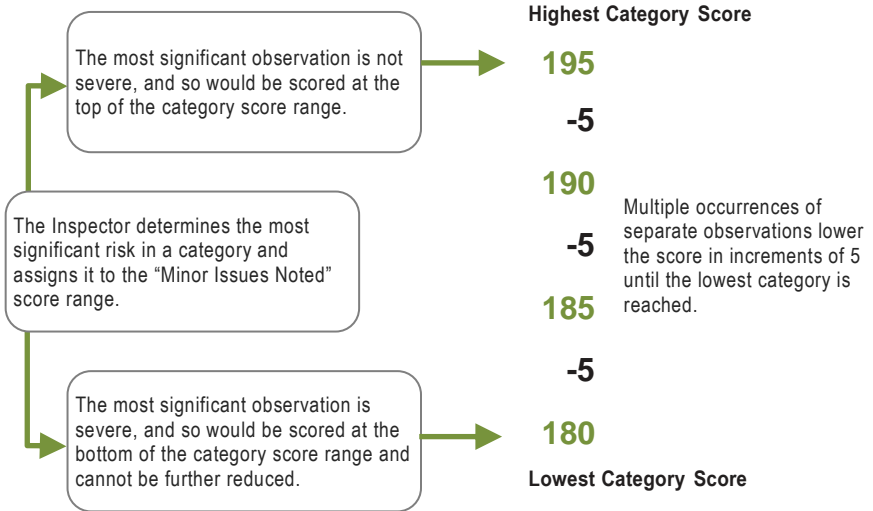 Highest Category Score
The most significant observation is not
severe, and so would be scored at the
top of the category score range.
195
-5
190
The Inspector determines the most
significant risk in a category and
assigns it to the “Minor Issues Noted”
score range.
-5
Multiple occurrences of
separate observations lower
the score in increments of 5
until the lowest category is
reached.
185
-5
The most significant observation is
severe, and so would be scored at the
bottom of the category score range and
cannot be further reduced.
180
Lowest Category Score